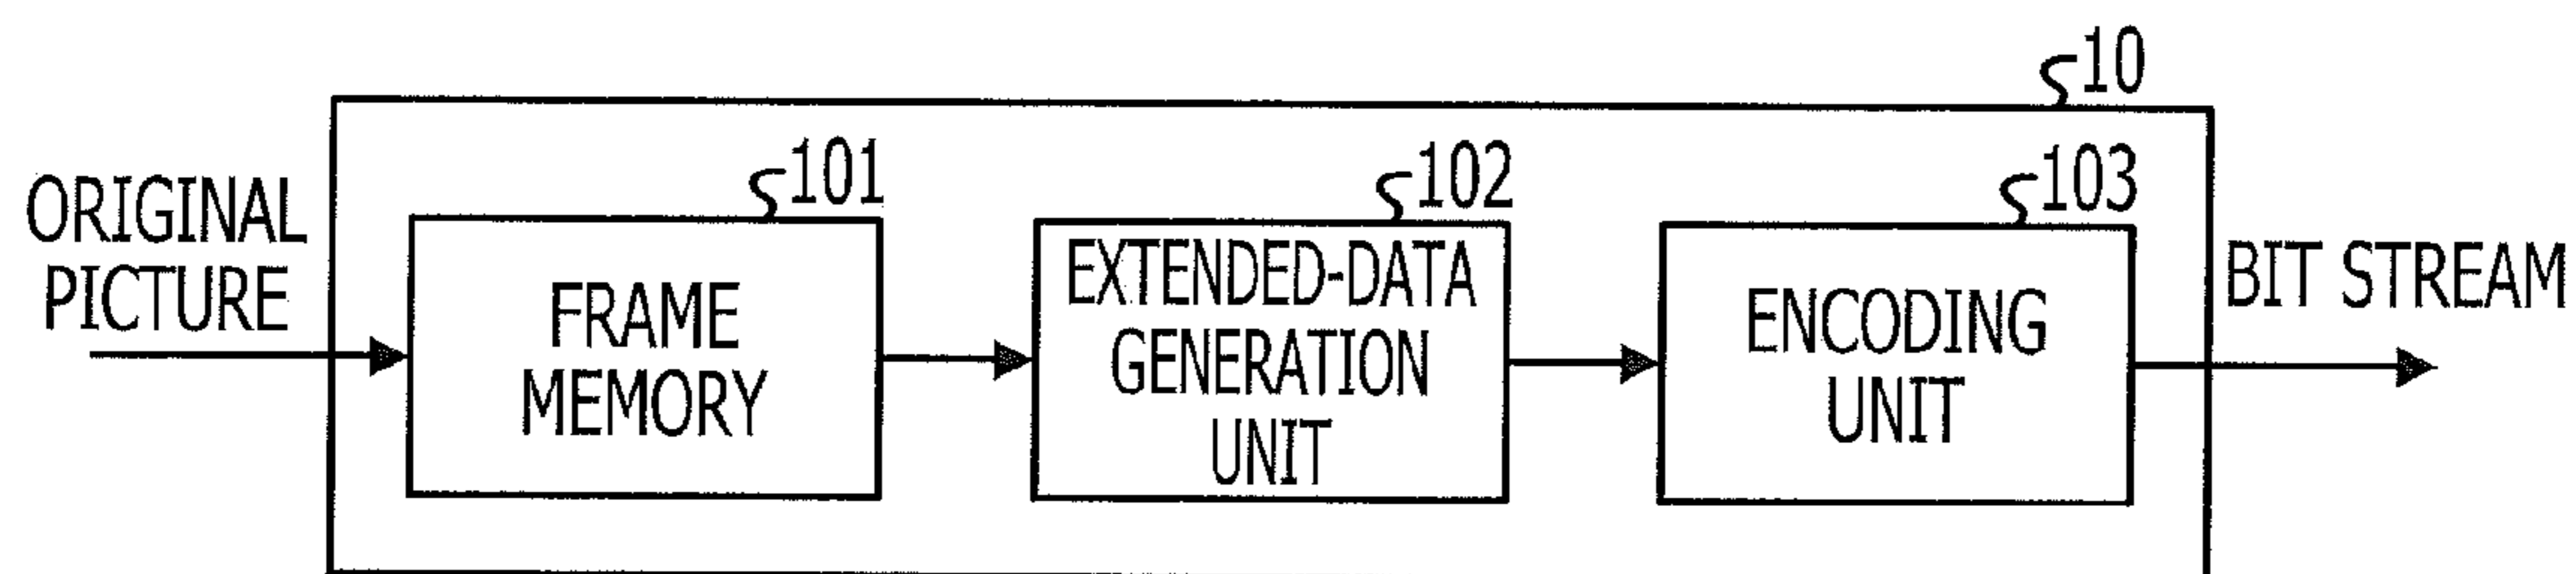 10
101
102
103
ORIGINAL
PICTURE
FRAME
MEMORY
EXTENDED-DATA
GENERATION
UNIT
ENCODING
UNIT
BIT STREAM